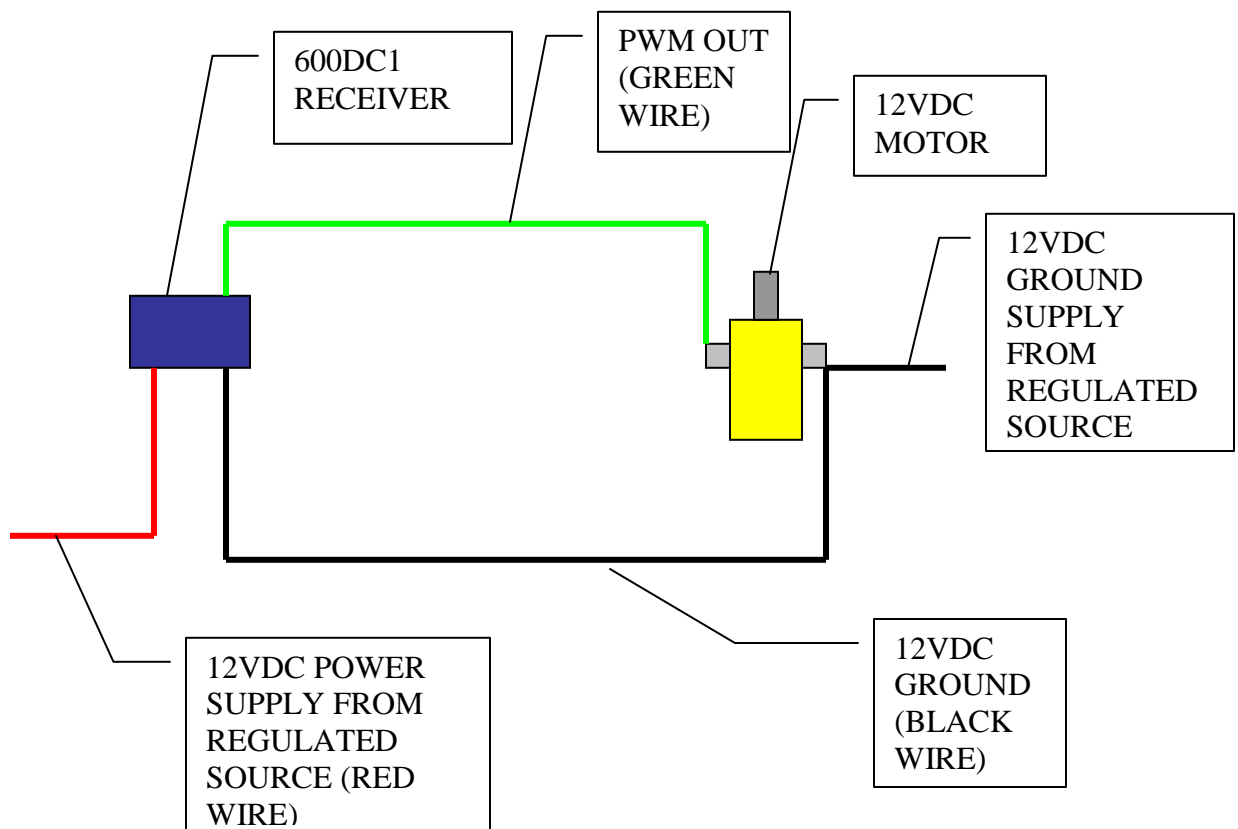 600DC1
RECEIVER
PWM OUT
(GREEN
WIRE)
12VDC
MOTOR
12VDC
GROUND
SUPPLY
FROM
REGULATED
SOURCE
12VDC POWER
SUPPLY FROM
REGULATED
SOURCE (RED
WIRE)
12VDC
GROUND
(BLACK
WIRE)